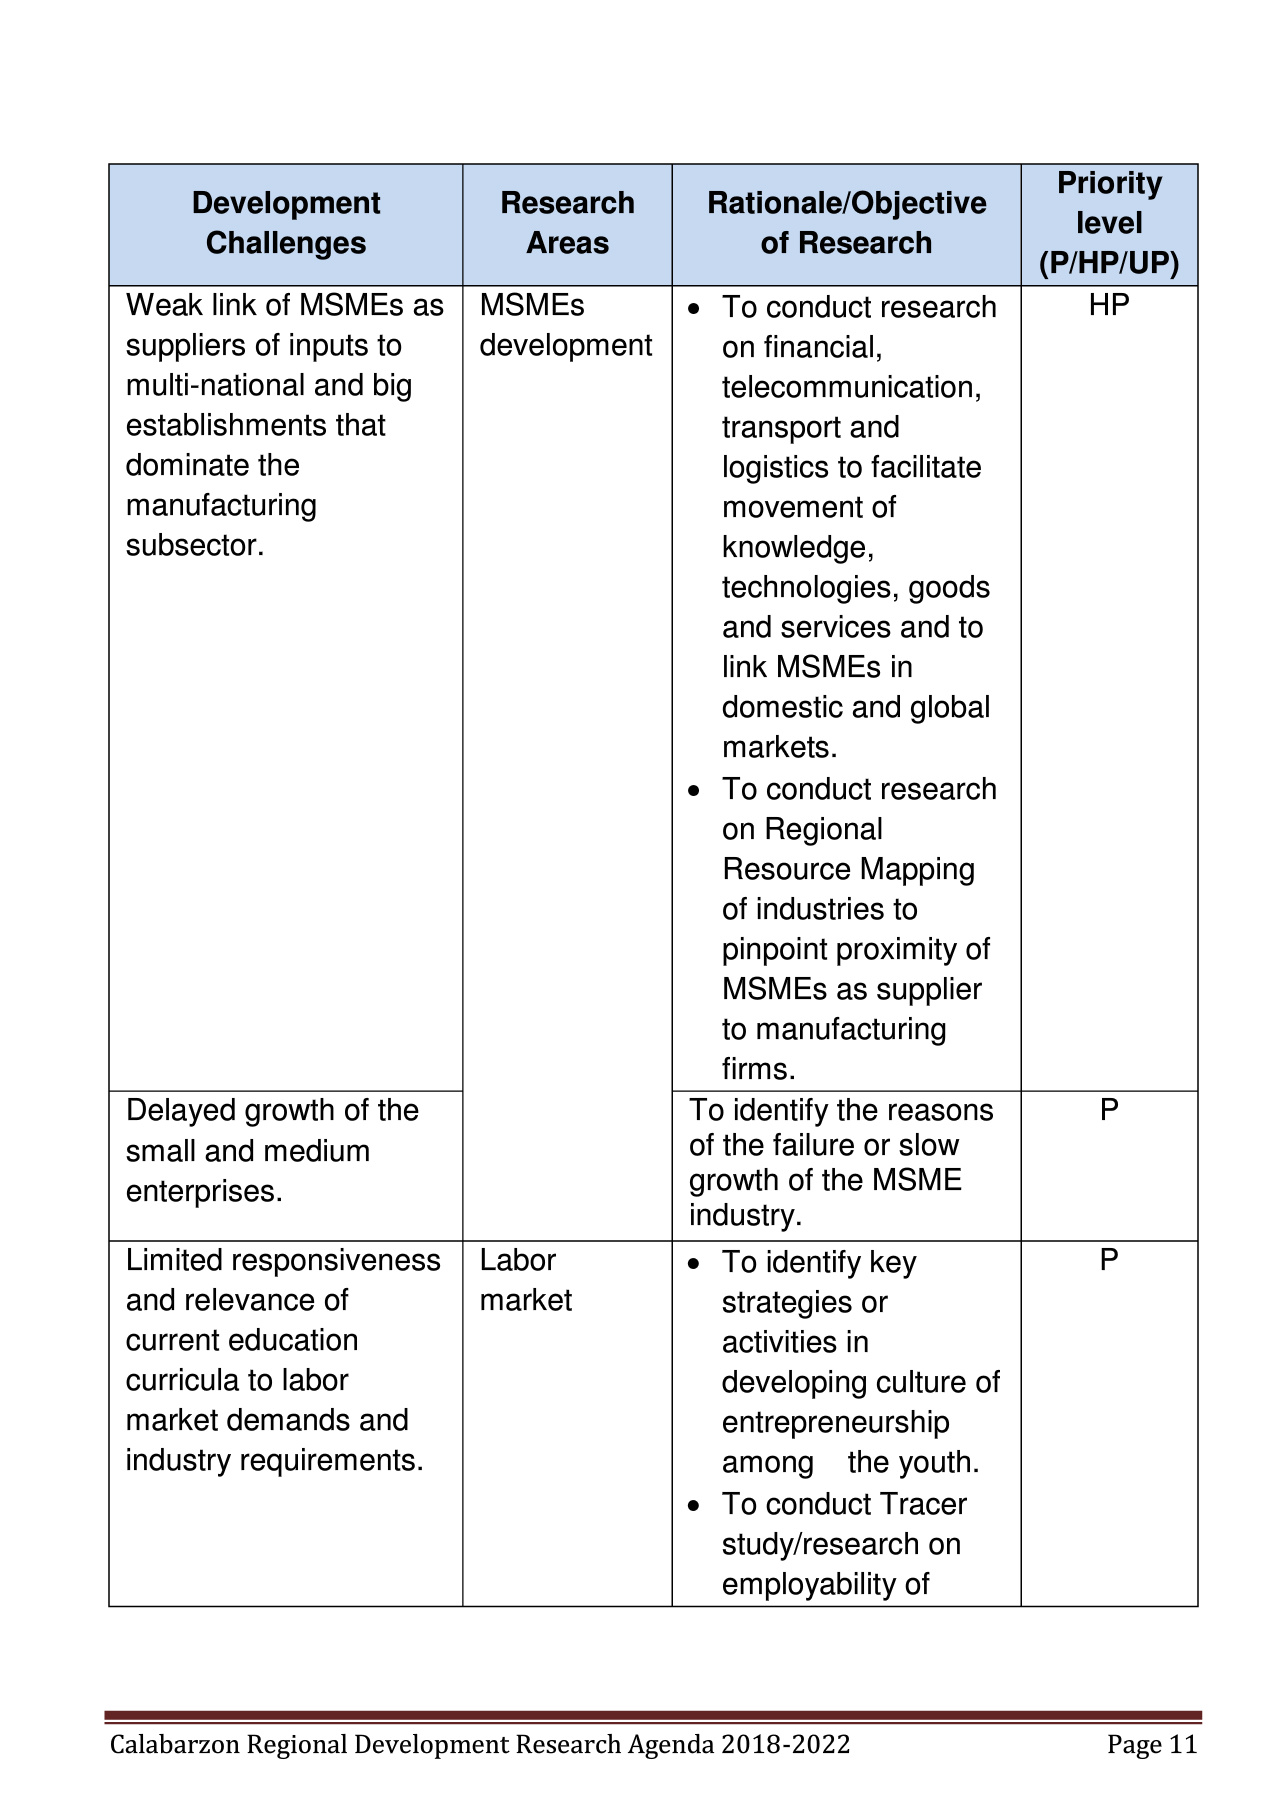 Development
Challenges
Research
Areas
Rationale/Objective
of Research
Priority
level
(P/HP/UP)
Weak link of MSMEs as
suppliers of inputs to
multi-national and big
establishments that
dominate the
manufacturing
subsector.
MSMEs
development
• To conduct research
on financial,
telecommunication,
transport and
logistics to facilitate
movement of
knowledge,
technologies, goods
and services and to
link MSMEs in
domestic and global
markets.
• To conduct research
on Regional
Resource Mapping
of industries to
pinpoint proximity of
MSMEs as supplier
to manufacturing
firms.
HP
Delayed growth of the
small and medium
enterprises.
To identify the reasons
of the failure or slow
growth of the MSME
industry.
P
Limited responsiveness
and relevance of
current education
curricula to labor
market demands and
industry requirements.
Labor
market
• To identify key
strategies or
activities in
developing culture of
entrepreneurship
among the youth.
• To conduct Tracer
study/research on
employability of
P
Calabarzon Regional Development Research Agenda 2018-2022 Page 11